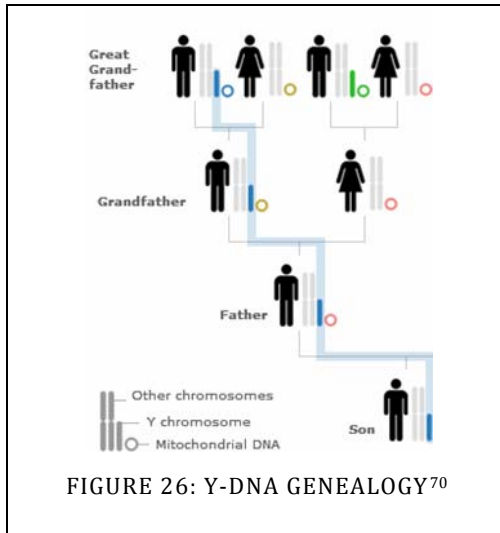 Great
Grand-
father
Grandfather
Father
Son
Other chromosomes
Y chromosome
Mitochondrial DNA
FIGURE 26: Y-DNA GENEALOGY70